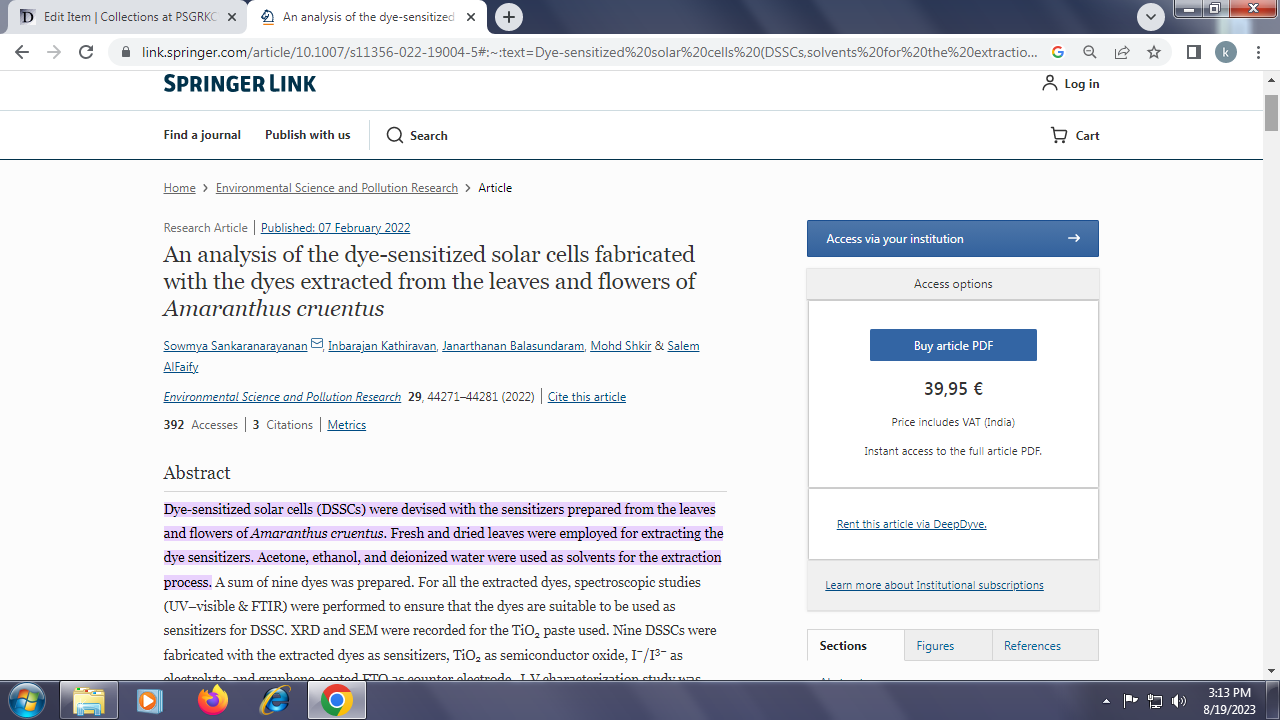 Edit Item | Collections at PSGRKC
An analysis of the dye-sensitized
link.springer.com/article/10.1007/s11356-022-19004-5#:~:text=Dye-sensitized%20solar%20cells%20(DSSCs,solvents%20for%20the%20extractio...
k
SPRINGER LINK
Log in
Find a journal
Publish with us
Search
Cart
Home > Environmental Science and Pollution Research > Article
Research Article | Published: 07 February 2022
An analysis of the dye-sensitized solar cells fabricated
with the dyes extracted from the leaves and flowers of
Amaranthus cruentus
Sowmya Sankaranarayanan, Inbarajan Kathiravan, Janarthanan Balasundaram, Mohd Shkir & Salem
AlFaify
Environmental Science and Pollution Research 29, 44271–44281 (2022) | Cite this article
392 Accesses | 3 Citations | Metrics
Abstract
Dye-sensitized solar cells (DSSCs) were devised with the sensitizers prepared from the leaves
and flowers of Amaranthus cruentus. Fresh and dried leaves were employed for extracting the
dye sensitizers. Acetone, ethanol, and deionized water were used as solvents for the extraction
process. A sum of nine dyes was prepared. For all the extracted dyes, spectroscopic studies
(UV–visible & FTIR) were performed to ensure that the dyes are suitable to be used as
sensitizers for DSSC. XRD and SEM were recorded for the TiO₂ paste used. Nine DSSCs were
fabricated with the extracted dyes as sensitizers, TiO₂ as semiconductor oxide, I⁻/I³⁻ as
electrolyte, and graphene-coated FTO as counter electrode. J-V characterization study was
Access via your institution
Access options
Buy article PDF
39,95 €
Price includes VAT (India)
Instant access to the full article PDF.
Rent this article via DeepDyve.
Learn more about Institutional subscriptions
Sections
Figures
References
3:13 PM
8/19/2023